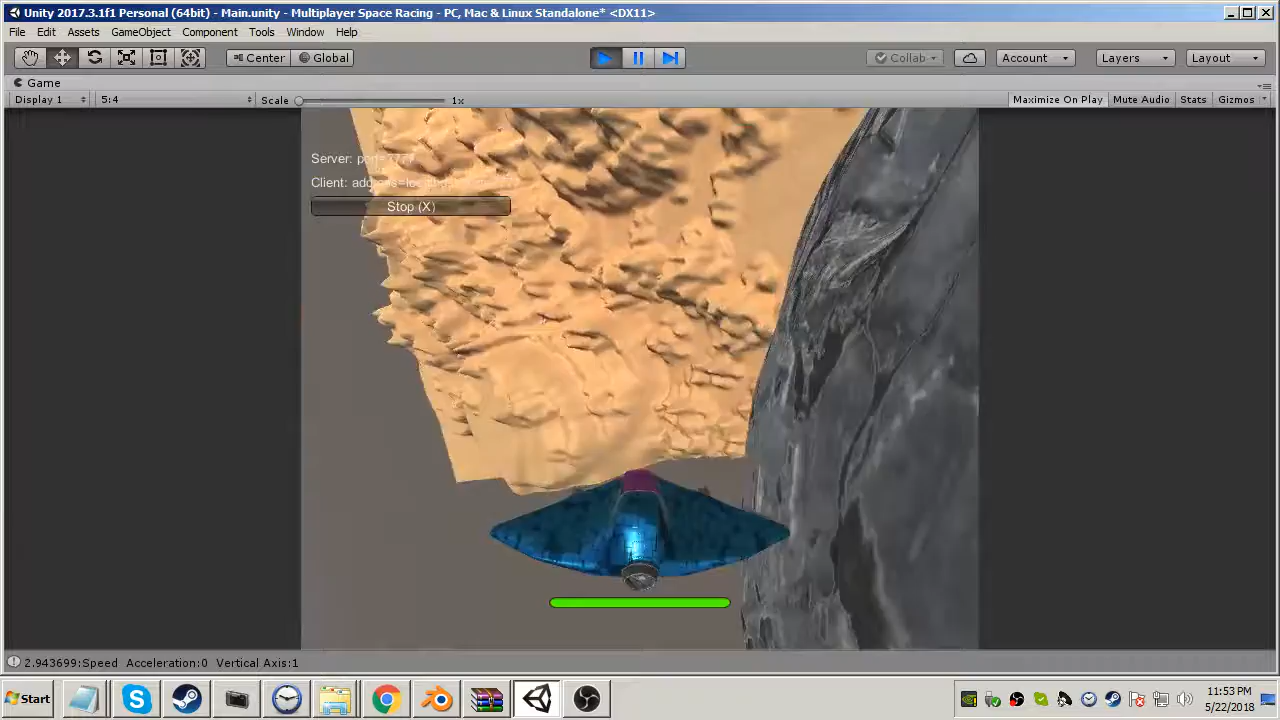 Unity 2017.3.1f1 Personal (64bit) - Main.unity - Multiplayer Space Racing - PC, Mac & Linux Standalone* <DX11>
File Edit Assets GameObject Component Tools Window Help
Center Global Collab Account Layers Layout
Game
Display 1 5:4 Scale 1x Maximize On Play Mute Audio Stats Gizmos
Server: port=7777
Client:
Stop (X)
2.943699:Speed Acceleration:0 Vertical Axis:1
Start
11:53 PM
5/22/2018